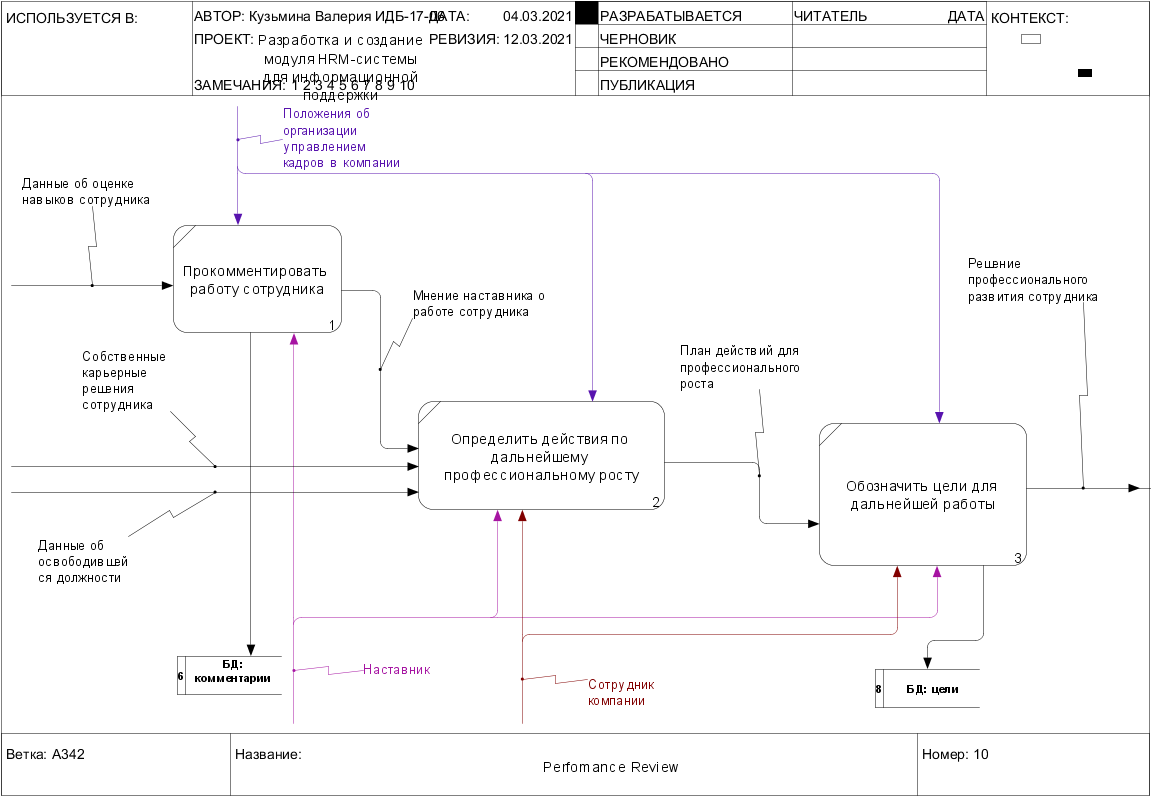 ИСПОЛЬЗУЕТСЯ В:
АВТОР: Кузьмина Валерия ИДБ-17-06
ДАТА: 04.03.2021
РАЗРАБАТЫВАЕТСЯ
ЧИТАТЕЛЬ
ДАТА
КОНТЕКСТ:
ПРОЕКТ: Разработка и создание
модуля HRM-системы
для информационной
поддержки
РЕВИЗИЯ: 12.03.2021
ЧЕРНОВИК
РЕКОМЕНДОВАНО
ЗАМЕЧАНИЯ: 1 2 3 4 5 6 7 8 9 10
ПУБЛИКАЦИЯ
Положения об
организации
управлением
кадров в компании
Данные об оценке
навыков сотрудника
Прокомментировать
работу сотрудника
1
Решение
профессионального
развития сотрудника
Мнение наставника о
работе сотрудника
Собственные
карьерные
решения
сотрудника
План действий для
профессионального
роста
Определить действия по
дальнейшему
профессиональному росту
2
Обозначить цели для
дальнейшей работы
3
Данные об
освободившей
ся должности
6
БД:
комментарии
Наставник
Сотрудник
компании
8
БД: цели
Ветка: A342
Название:
Perfomance Review
Номер: 10